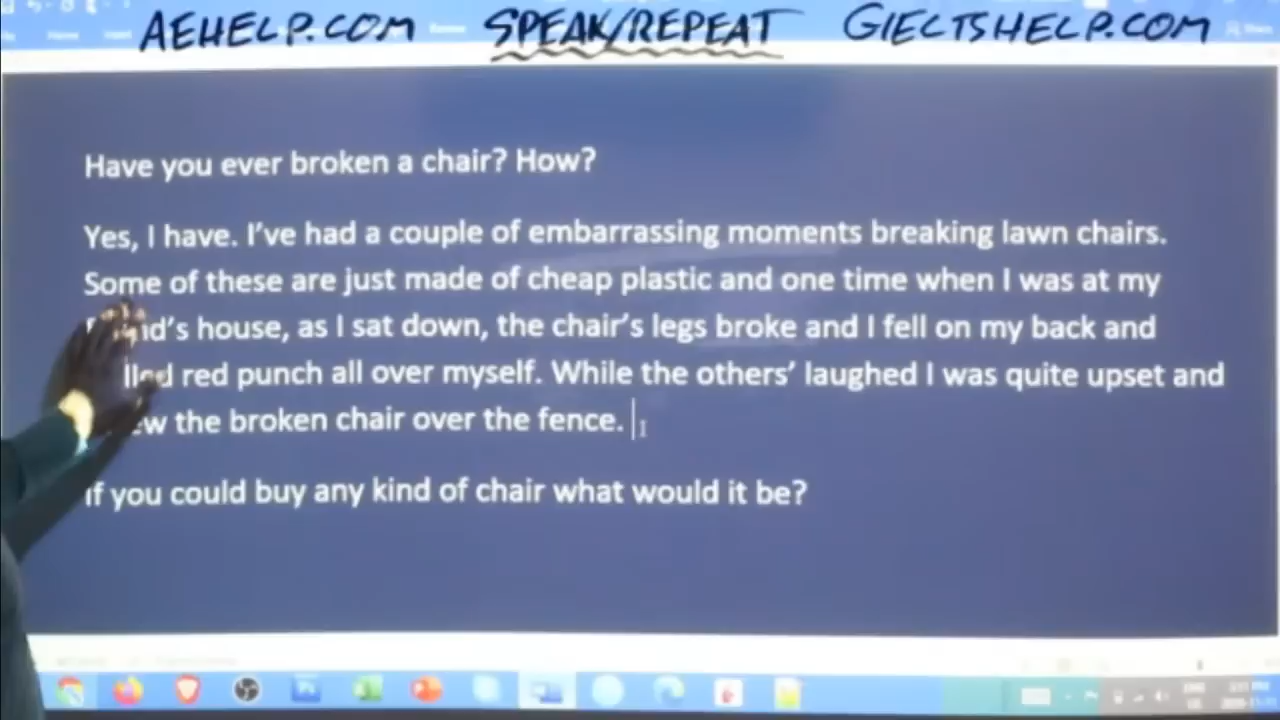 AEHELP.COM SPEAK/REPEAT GIELTSHELP.COM
Have you ever broken a chair? How?
Yes, I have. I've had a couple of embarrassing moments breaking lawn chairs.
Some of these are just made of cheap plastic and one time when I was at my
house, as I sat down, the chair's legs broke and I fell on my back and
red punch all over myself. While the others' laughed I was quite upset and
the broken chair over the fence.
If you could buy any kind of chair what would it be?